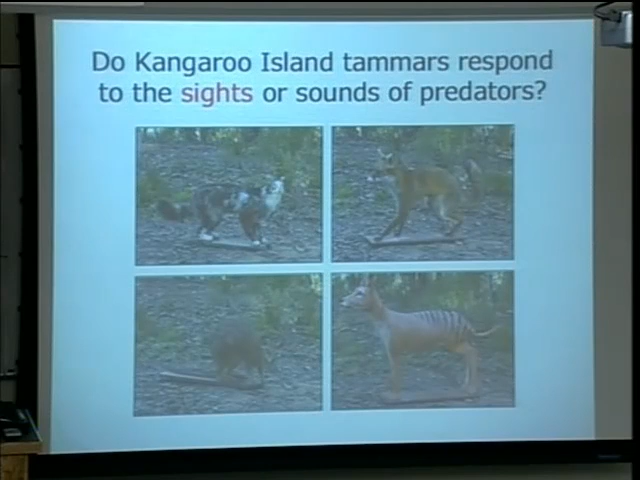 Do Kangaroo Island tammars respond
to the sights or sounds of predators?